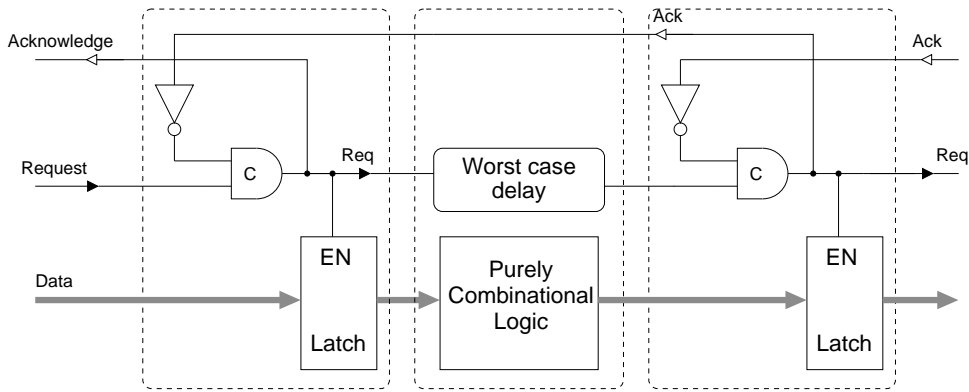 Acknowledge
Ack
Ack
Request
C
Req
Worst case
delay
C
Req
Data
EN
Latch
Purely
Combinational
Logic
EN
Latch